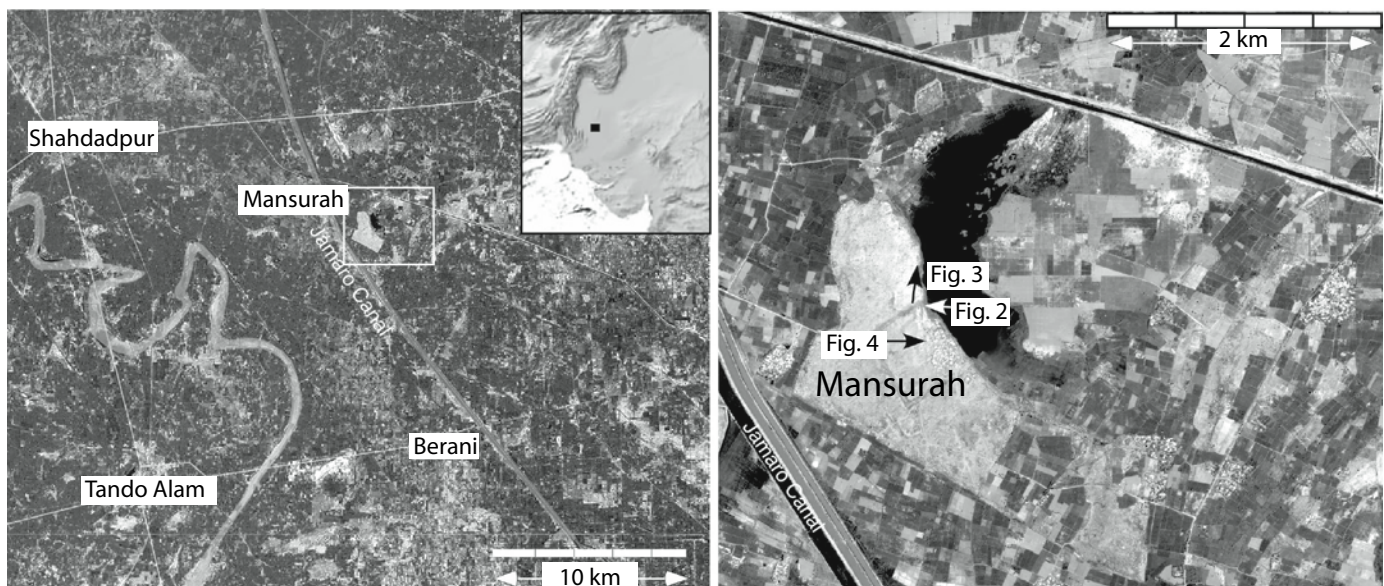 Shahdadpur
Mansurah
Jamaro Canal
Berani
Tando Alam
10 km
2 km
Fig. 3
Fig. 2
Fig. 4
Mansurah
Jamaro Canal